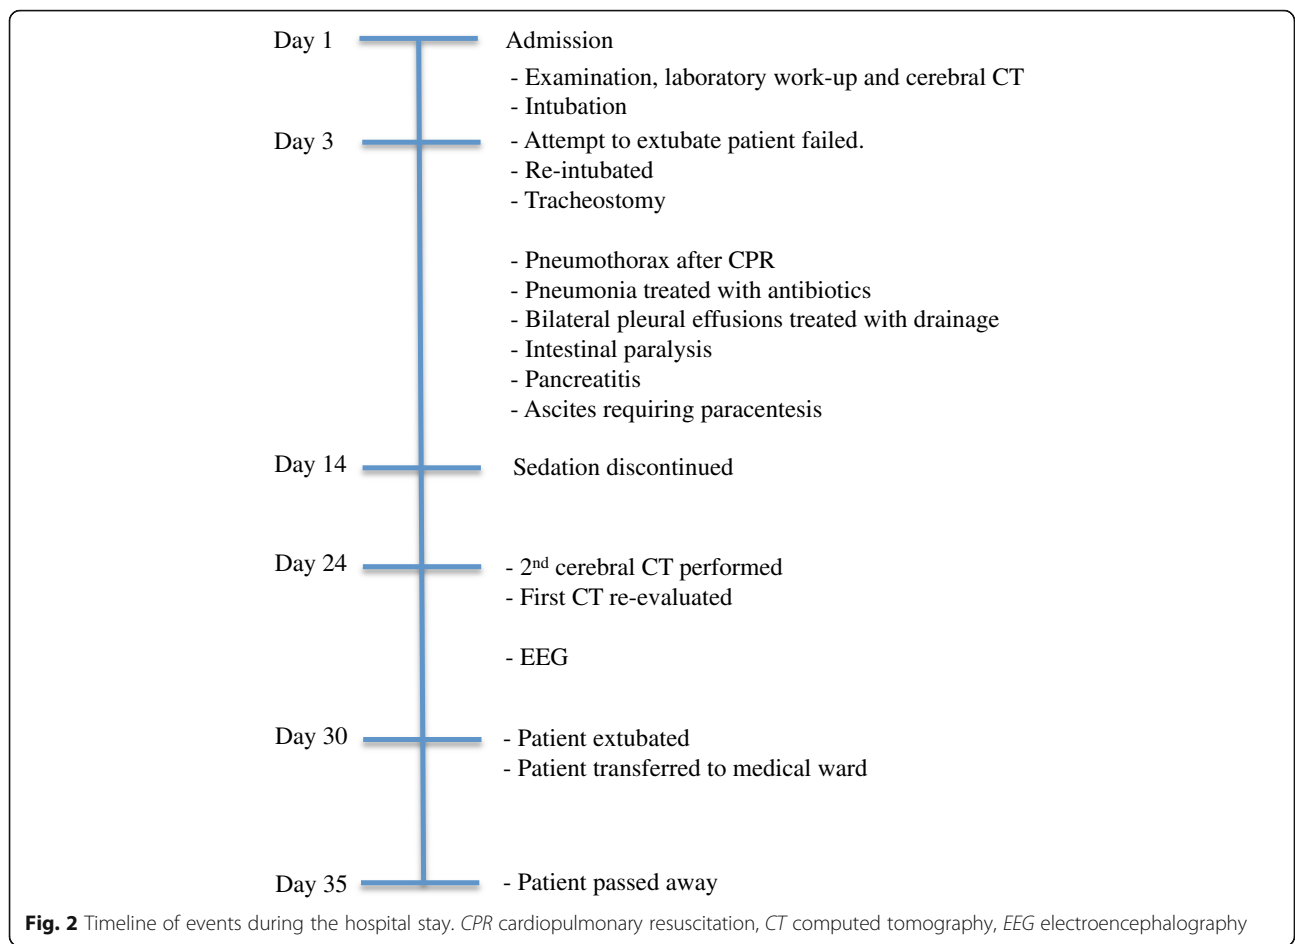 Day 1 Admission
- Examination, laboratory work-up and cerebral CT
- Intubation
Day 3 - Attempt to extubate patient failed.
- Re-intubated
- Tracheostomy
- Pneumothorax after CPR
- Pneumonia treated with antibiotics
- Bilateral pleural effusions treated with drainage
- Intestinal paralysis
- Pancreatitis
- Ascites requiring paracentesis
Day 14 Sedation discontinued
Day 24 - 2nd cerebral CT performed
- First CT re-evaluated
- EEG
Day 30 - Patient extubated
- Patient transferred to medical ward
Day 35 - Patient passed away
Fig. 2 Timeline of events during the hospital stay. CPR cardiopulmonary resuscitation, CT computed tomography, EEG electroencephalography